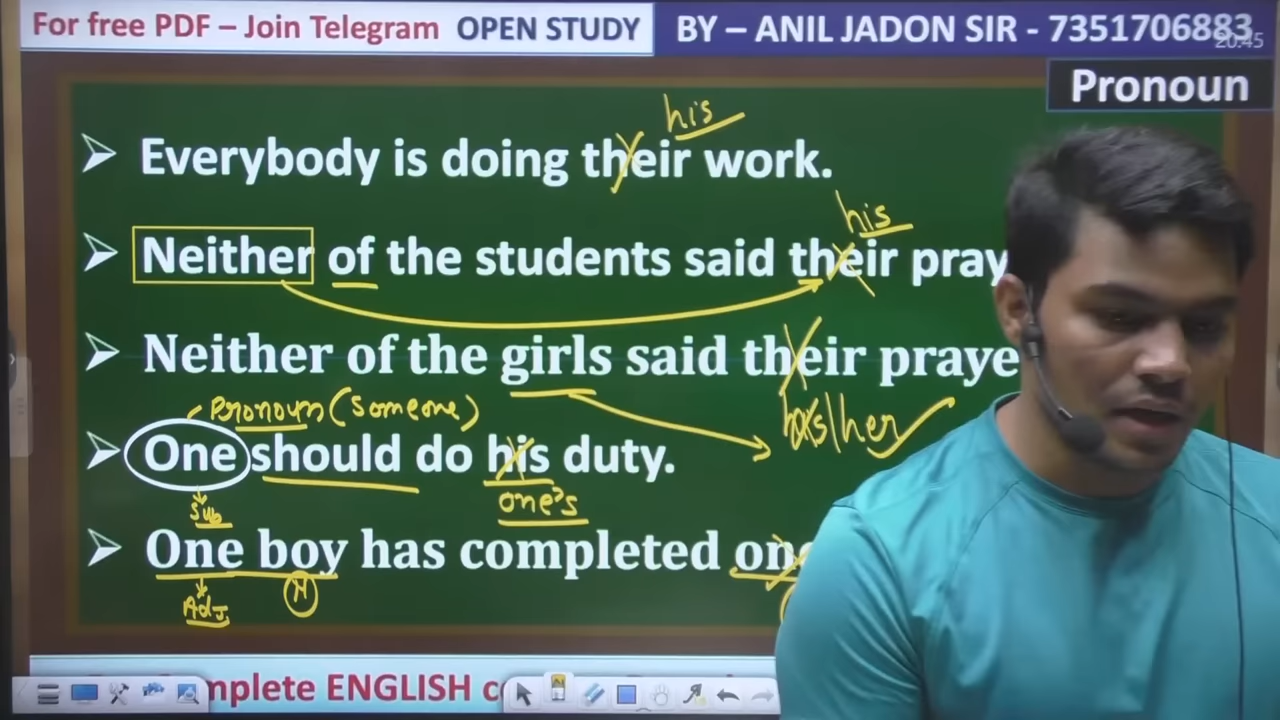 For free PDF – Join Telegram OPEN STUDY BY – ANIL JADON SIR - 7351706883
20:45
Pronoun
his
Everybody is doing their work.
his
Neither of the students said their pray
Neither of the girls said their praye
his/her
Pronoun (someone)
One should do his duty.
Sub
one's
One boy has completed one
Adj
N
mplete ENGLISH c